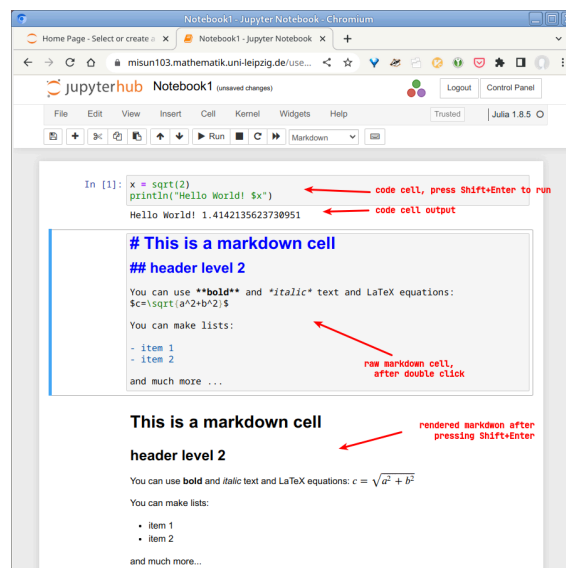 Notebook1 - Jupyter Notebook - Chromium
Home Page - Select or create a
Notebook1 - Jupyter Notebook
misun103.mathematik.uni-leipzig.de/use...
jupyterhub Notebook1 (unsaved changes)
Logout
Control Panel
File Edit View Insert Cell Kernel Widgets Help
Trusted
Julia 1.8.5
Run
Markdown
In [1]: x = sqrt(2)
println("Hello World! $x")
code cell, press Shift+Enter to run
Hello World! 1.4142135623730951
code cell output
# This is a markdown cell
## header level 2
You can use **bold** and *italic* text and LaTeX equations:
$c=\sqrt{a^2+b^2}$
You can make lists:
- item 1
- item 2
and much more ...
raw markdown cell,
after double click
This is a markdown cell
rendered markdwon after
pressing Shift+Enter
header level 2
You can use bold and italic text and LaTeX equations: c = √a² + b²
You can make lists:
• item 1
• item 2
and much more...